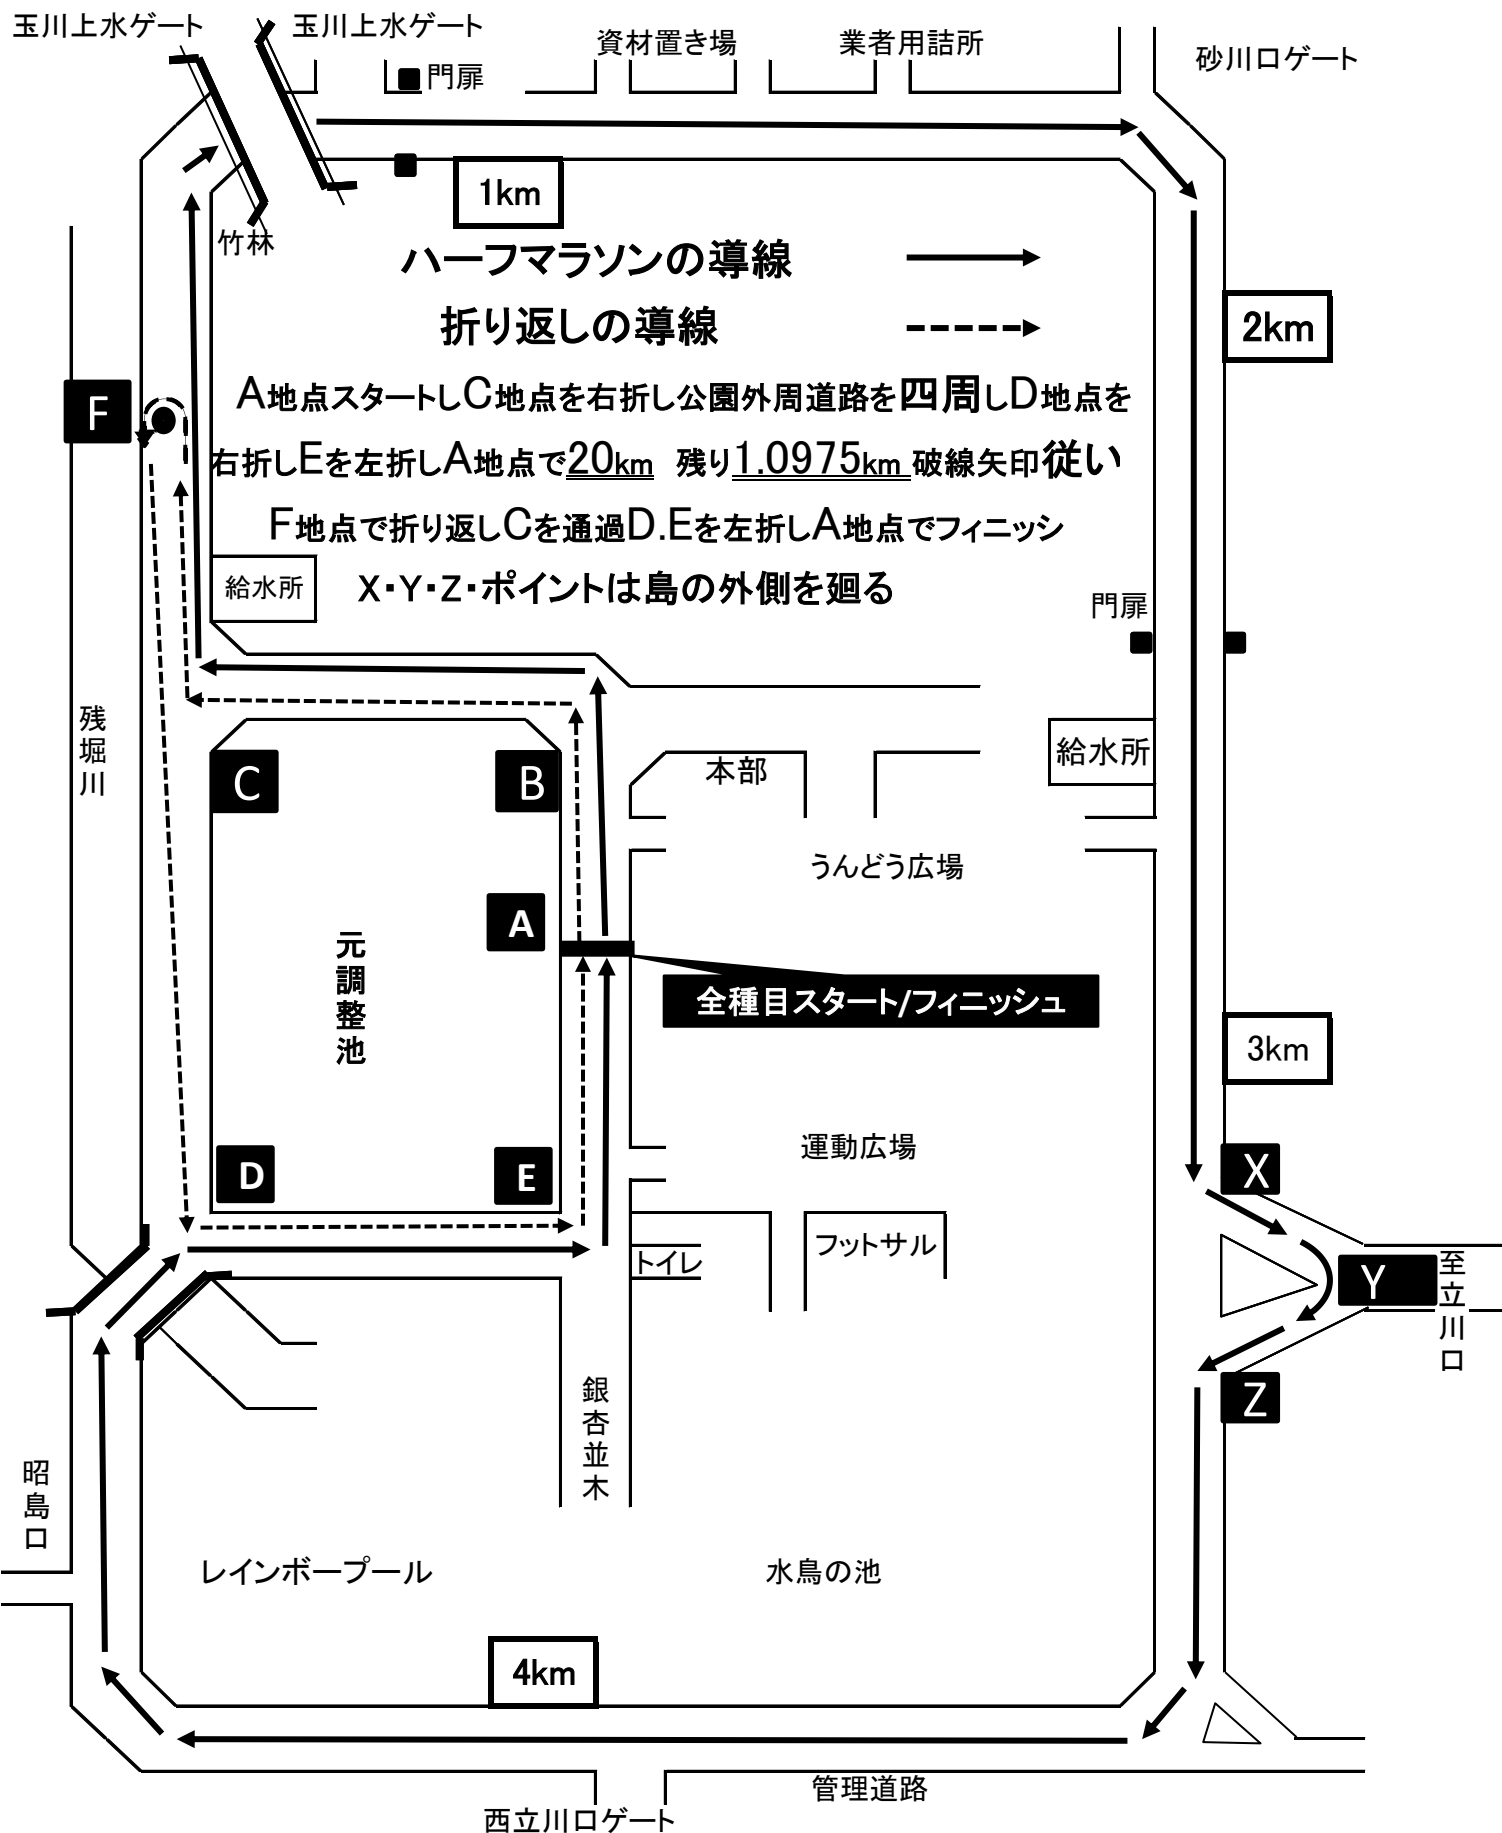 玉川上水ゲート
玉川上水ゲート
資材置き場
業者用詰所
砂川口ゲート
門扉
1km
竹林
ハーフマラソンの導線
折り返しの導線
2km
F
A地点スタートしC地点を右折し公園外周道路を四周しD地点を
右折しEを左折しA地点で20km 残り1.0975km 破線矢印従い
F地点で折り返しCを通過D.Eを左折しA地点でフィニッシ
X・Y・Z・ポイントは島の外側を廻る
給水所
門扉
残堀川
給水所
本部
C
B
うんどう広場
A
元調整池
全種目スタート/フィニッシュ
3km
運動広場
X
D
E
フットサル
トイレ
Y
至立川口
Z
銀杏並木
昭島口
レインボープール
水鳥の池
4km
管理道路
西立川口ゲート